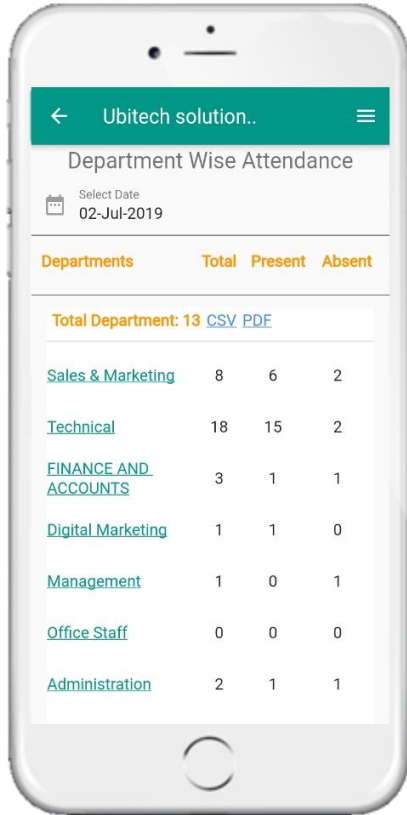 Ubitech solution..
Department Wise Attendance
Select Date
02-Jul-2019
Departments Total Present Absent
Total Department: 13 CSV PDF
Sales & Marketing 8 6 2
Technical 18 15 2
FINANCE AND
ACCOUNTS 3 1 1
Digital Marketing 1 1 0
Management 1 0 1
Office Staff 0 0 0
Administration 2 1 1